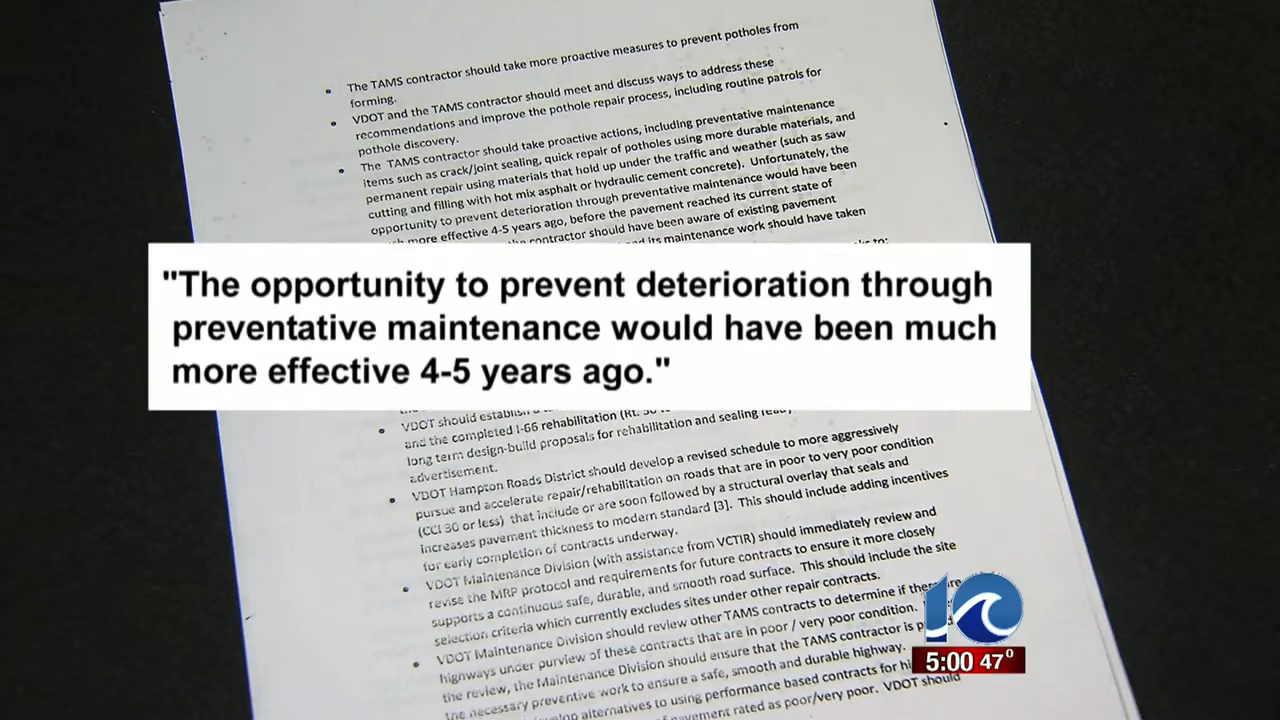 The TAMS contractor should take more proactive measures to prevent potholes from
forming.
VDOT and the TAMS contractor should meet and discuss ways to address these
recommendations and improve the pothole repair process, including routine patrols for
pothole discovery.
The TAMS contractor should take proactive actions, including preventative maintenance
items such as crack/joint sealing, quick repair of potholes using more durable materials, and
permanent repair using materials that hold up under the traffic and weather (such as saw
cutting and filling with hot mix asphalt or hydraulic cement concrete). Unfortunately, the
opportunity to prevent deterioration through preventative maintenance would have been
more effective 4-5 years ago, before the pavement reached its current state of
contractor should have been aware of existing pavement
and its maintenance work should have taken
to:
"The opportunity to prevent deterioration through
preventative maintenance would have been much
more effective 4-5 years ago."
VDOT should establish a
and the completed I-66 rehabilitation (Rt. 50 to
long term design-build proposals for rehabilitation and sealing ready
advertisement.
VDOT Hampton Roads District should develop a revised schedule to more aggressively
pursue and accelerate repair/rehabilitation on roads that are in poor to very poor condition
(CCI 30 or less) that include or are soon followed by a structural overlay that seals and
increases pavement thickness to modern standard [3]. This should include adding incentives
for early completion of contracts underway.
VDOT Maintenance Division (with assistance from VCTIR) should immediately review and
revise the MRP protocol and requirements for future contracts to ensure it more closely
supports a continuous safe, durable, and smooth road surface. This should include the site
selection criteria which currently excludes sites under other repair contracts.
VDOT Maintenance Division should review other TAMS contracts to determine if there are
highways under purview of these contracts that are in poor / very poor condition.
the review, the Maintenance Division should ensure that the TAMS contractor is
the necessary preventive work to ensure a safe, smooth and durable highway.
alternatives to using performance based contracts for
pavement rated as poor/very poor. VDOT should
10
5:00 47°